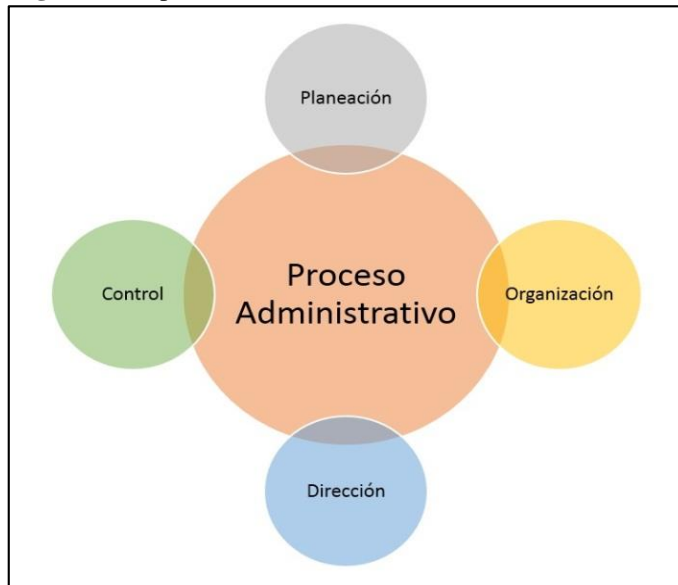 Planeación
Proceso
Administrativo
Control
Organización
Dirección